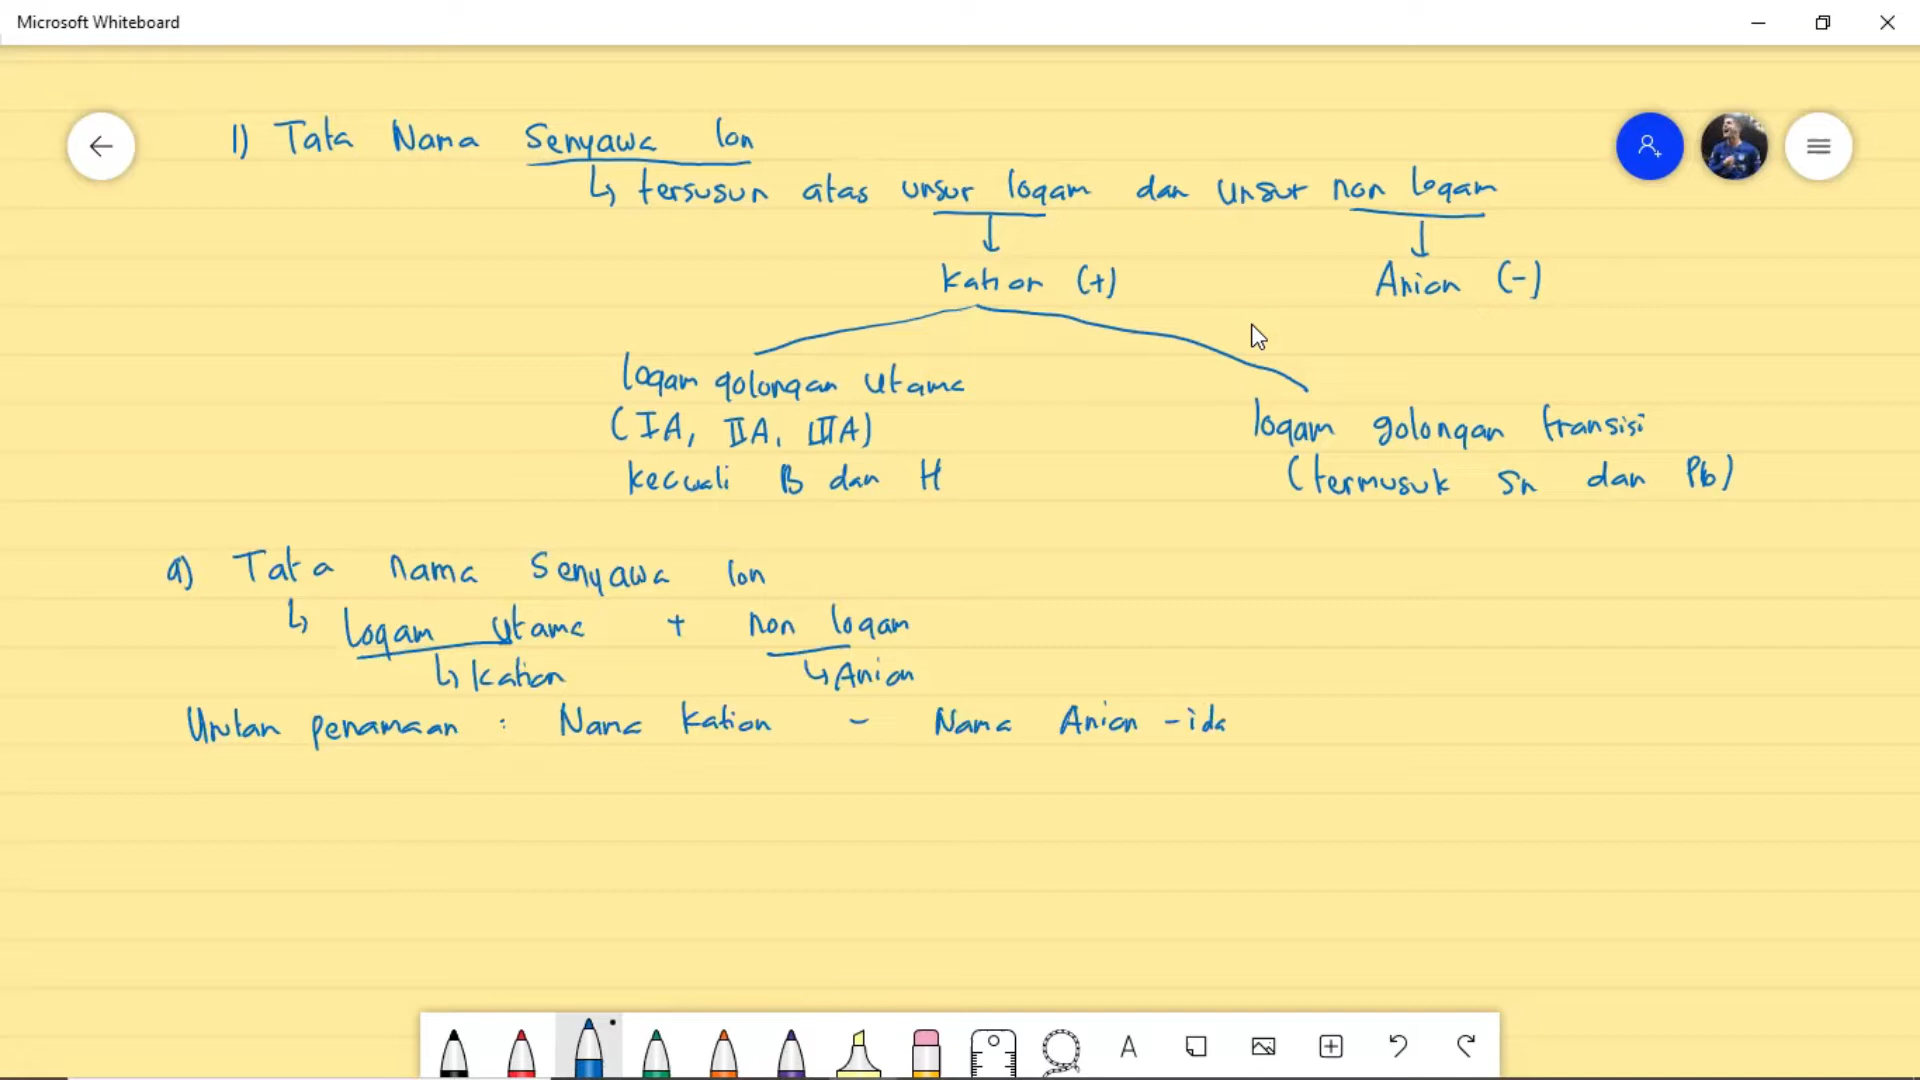 Microsoft Whiteboard
1) Tata Nama Senyawa Ion
↳ tersusun atas unsur logam dan unsur non logam
Kation (+) Anion (-)
logam golongan utama
(IA, IIA, IIIA)
kecuali B dan H
logam golongan transisi
(termusuk Sn dan Pb)
a) Tata nama Senyawa Ion
↳ Logam Utama + non logam
↳ Kation ↳ Anion
Urutan penamaan : Nama Kation - Nama Anion -ida
A